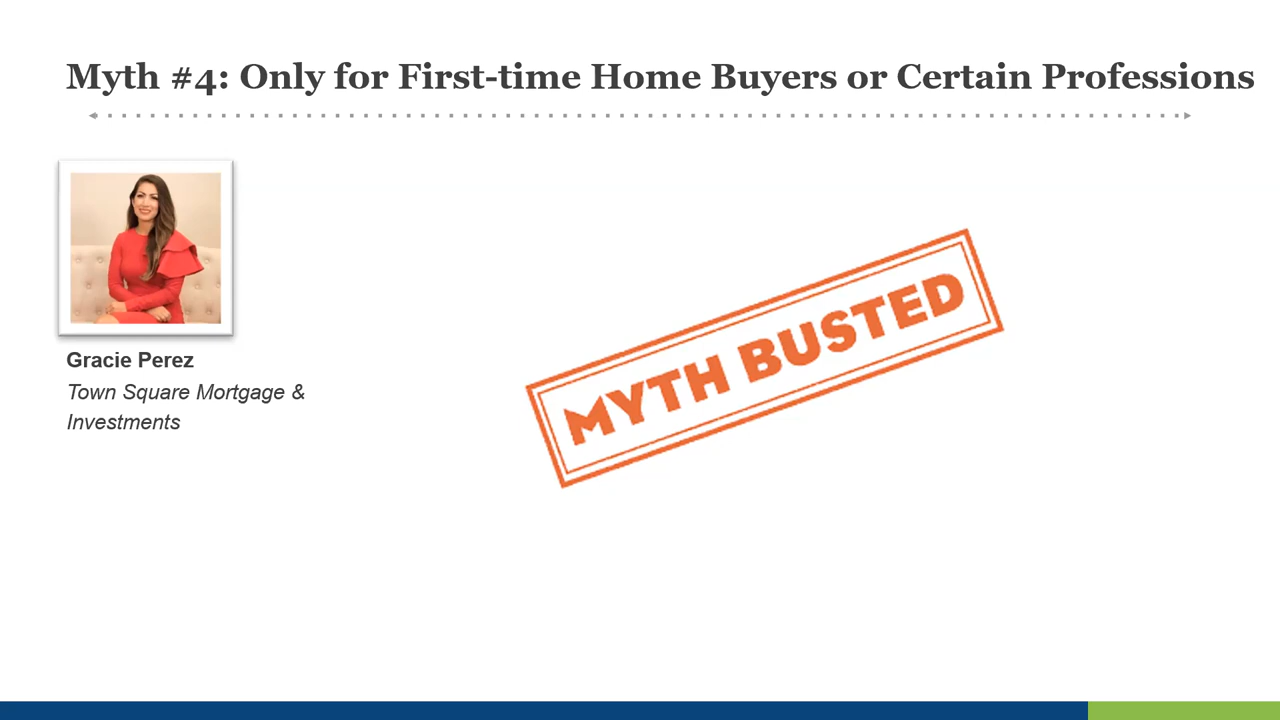 Myth #4: Only for First-time Home Buyers or Certain Professions
Gracie Perez
Town Square Mortgage &
Investments
MYTH BUSTED